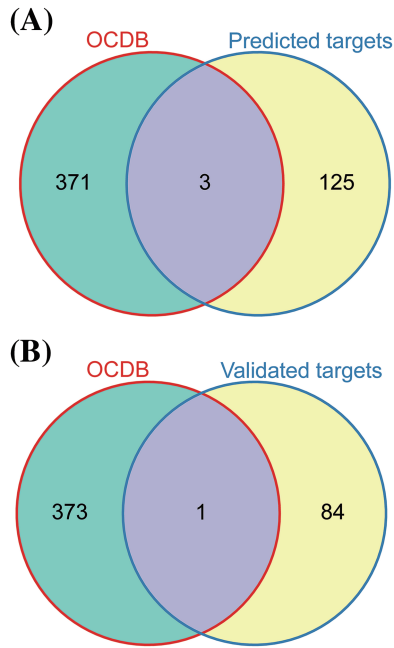 (A)
OCDB Predicted targets
371 3 125
(B)
OCDB Validated targets
373 1 84